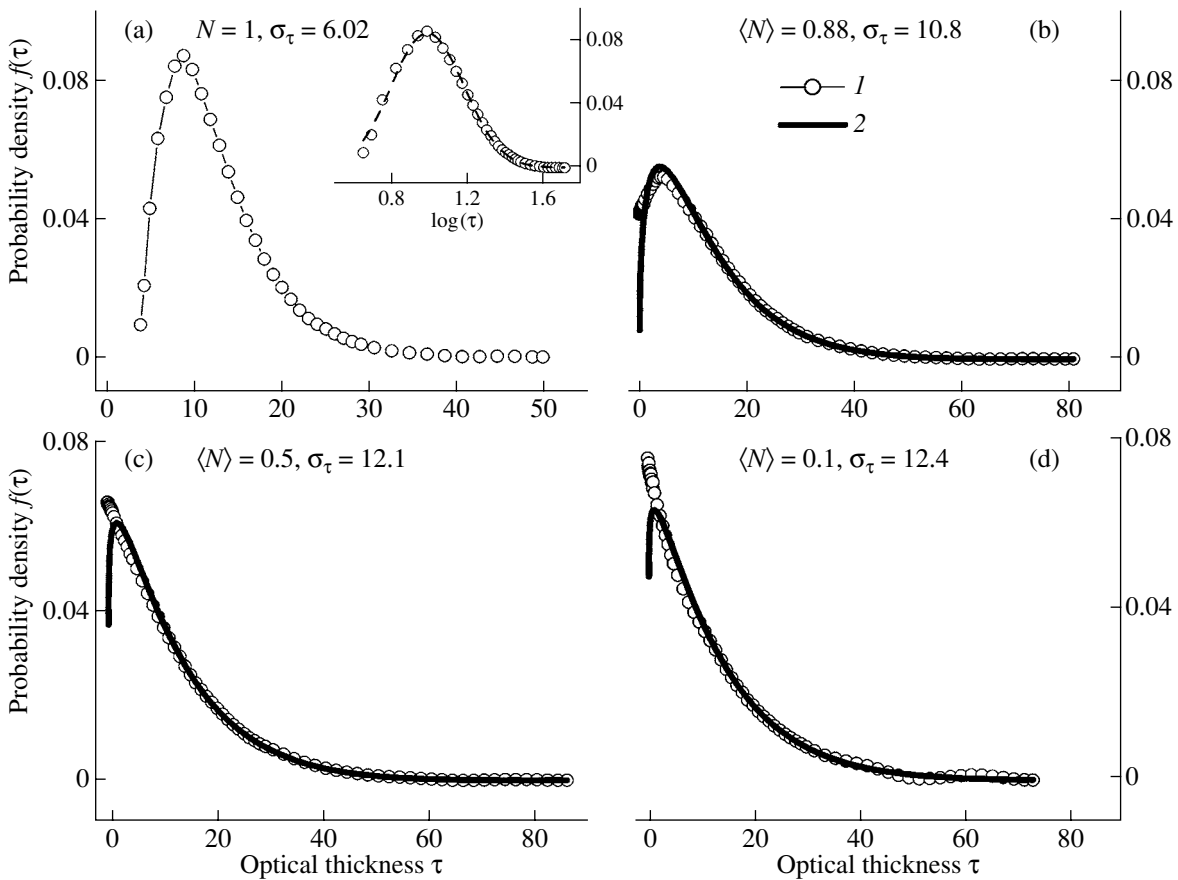 (a) N = 1, στ = 6.02
0.08
0.04
0
0.8 1.2 1.6
log(τ)
Probability density f(τ)
0.08
0.04
0
0 10 20 30 40 50
⟨N⟩ = 0.88, στ = 10.8 (b)
1
2
0.08
0.04
0
0 20 40 60 80
(c) ⟨N⟩ = 0.5, στ = 12.1
Probability density f(τ)
0.08
0.04
0
0 20 40 60 80
Optical thickness τ
⟨N⟩ = 0.1, στ = 12.4 (d)
0.08
0.04
0
0 20 40 60 80
Optical thickness τ